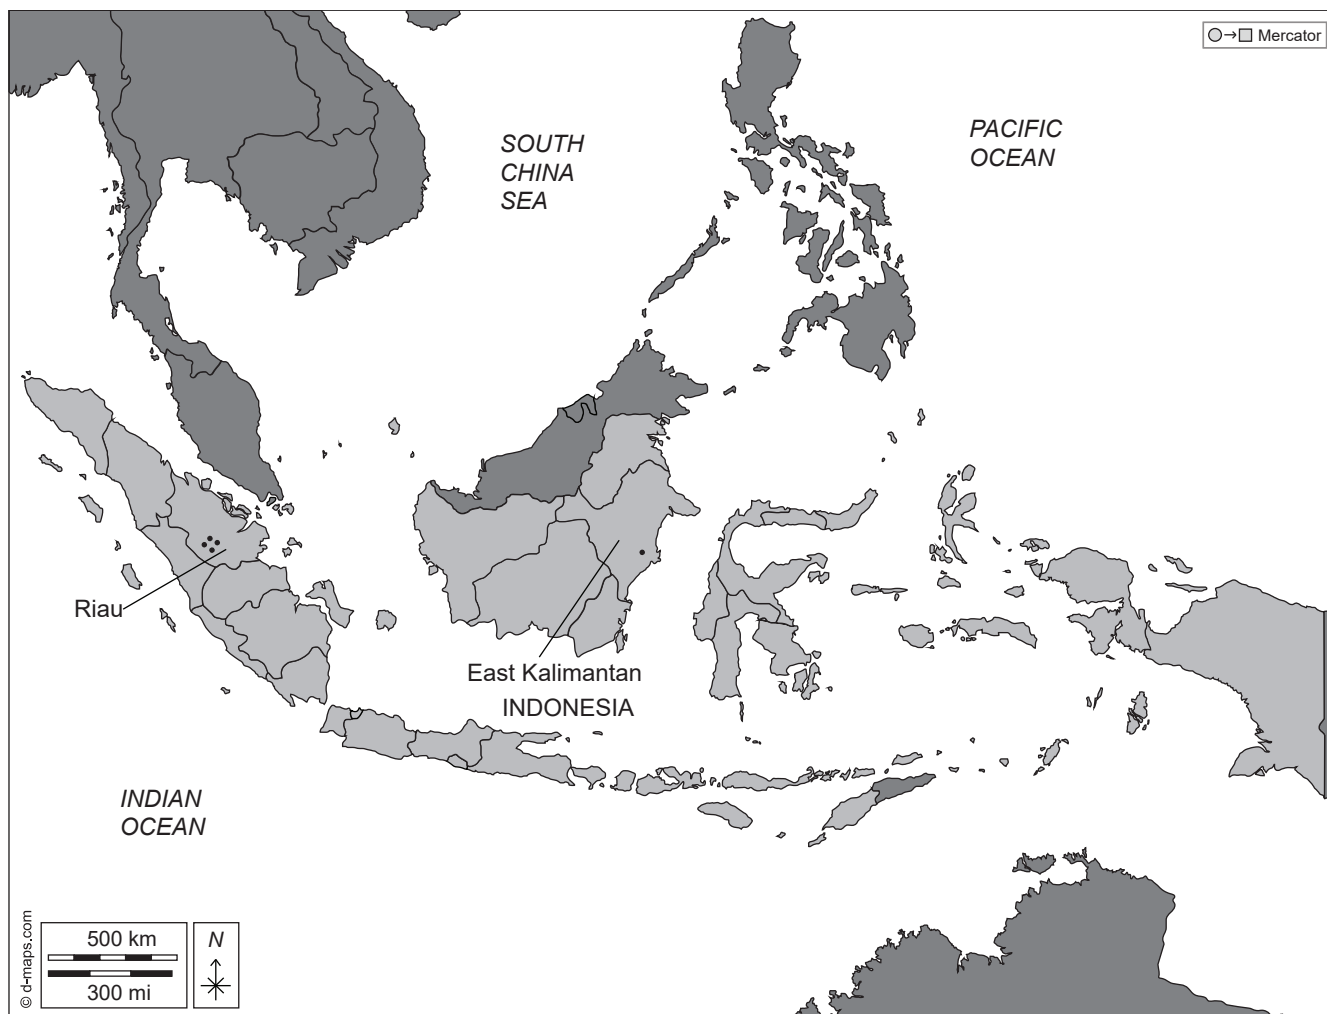 ○→□ Mercator
SOUTH
CHINA
SEA
PACIFIC
OCEAN
Riau
East Kalimantan
INDONESIA
INDIAN
OCEAN
500 km
300 mi
N
© d-maps.com